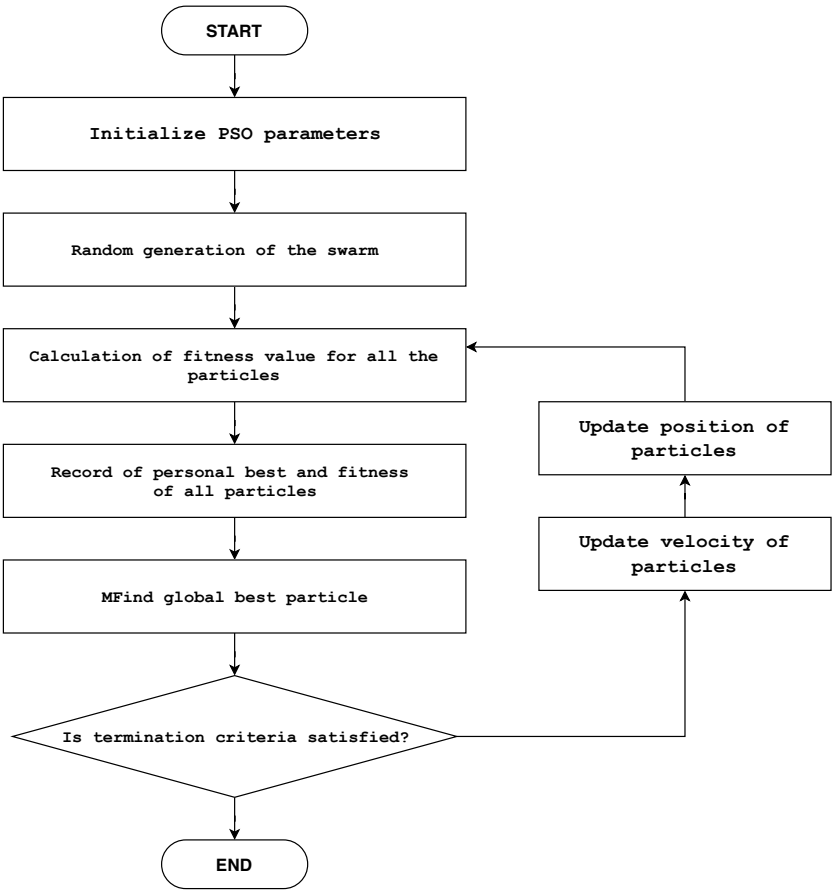 START
Initialize PSO parameters
Random generation of the swarm
Calculation of fitness value for all the
particles
Record of personal best and fitness
of all particles
MFind global best particle
Is termination criteria satisfied?
END
Update position of
particles
Update velocity of
particles